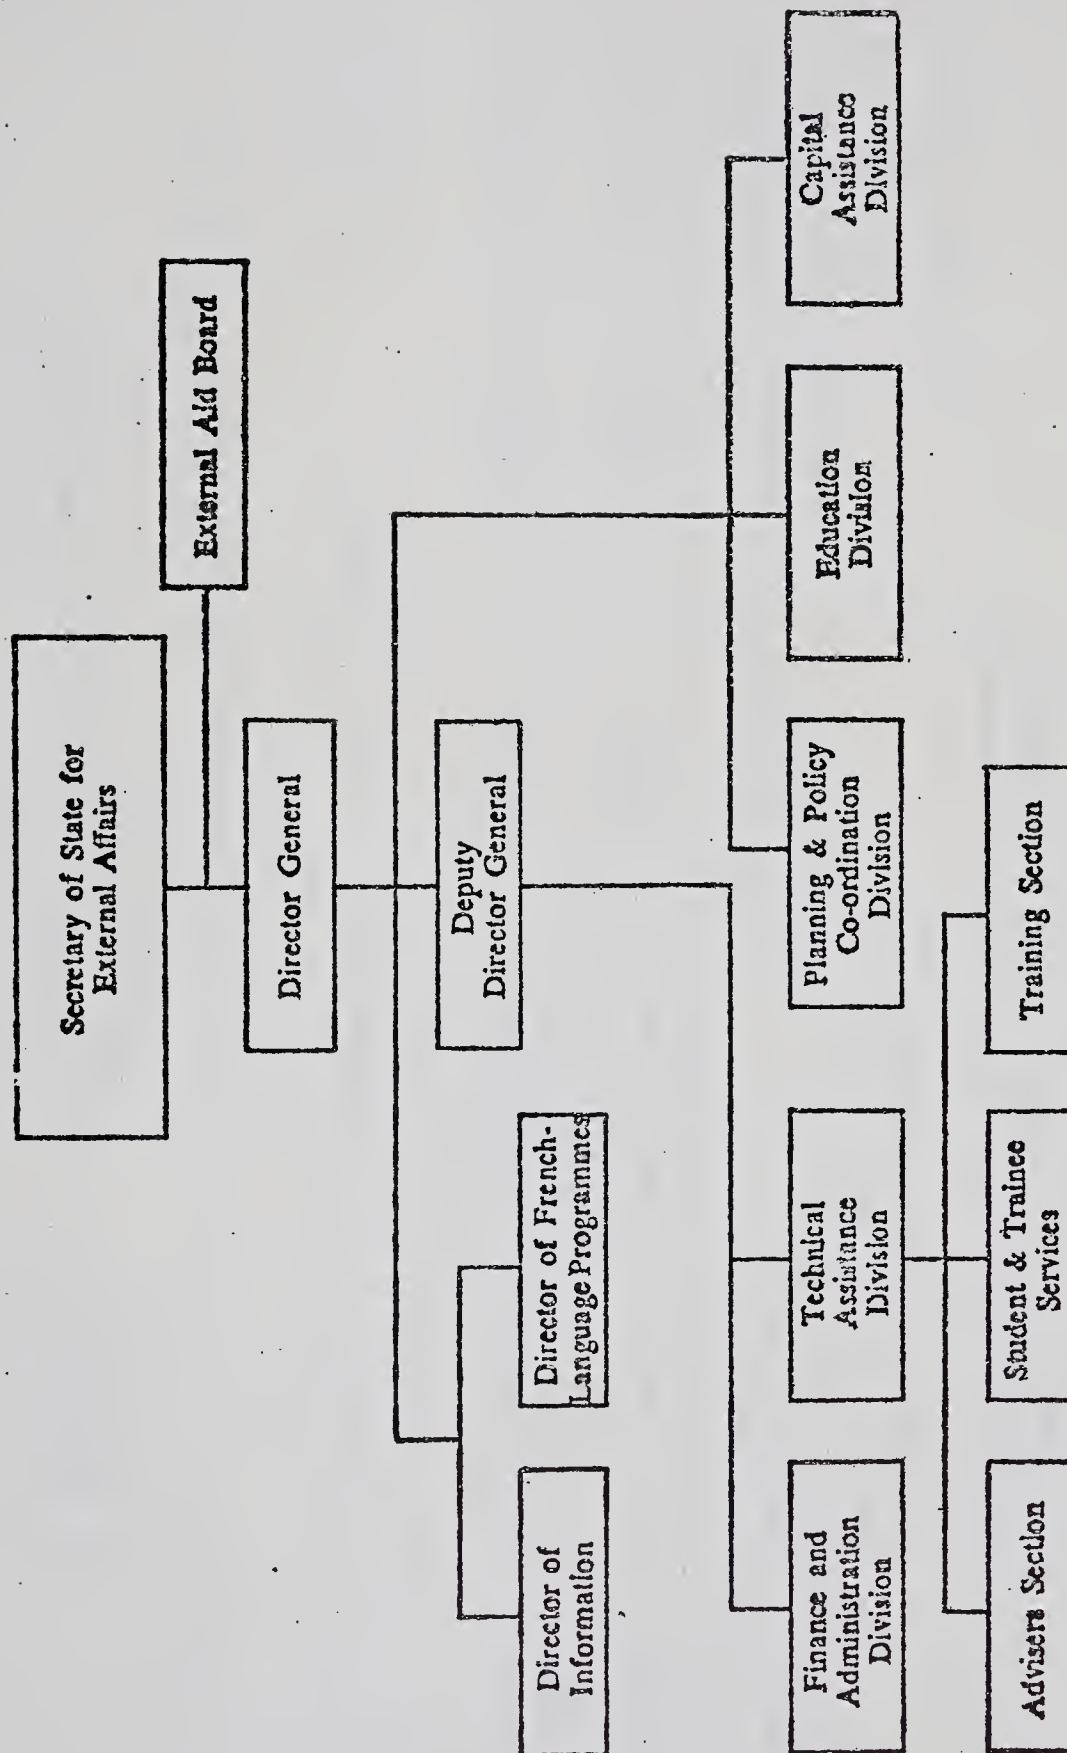 Secretary of State for
External Affairs
External Aid Board
Director General
Deputy
Director General
Director of
Information
Director of French-
Language Programmes
Finance and
Administration
Division
Technical
Assistance
Division
Planning & Policy
Co-ordination
Division
Education
Division
Capital
Assistance
Division
Advisers Section
Student & Trainee
Services
Training Section